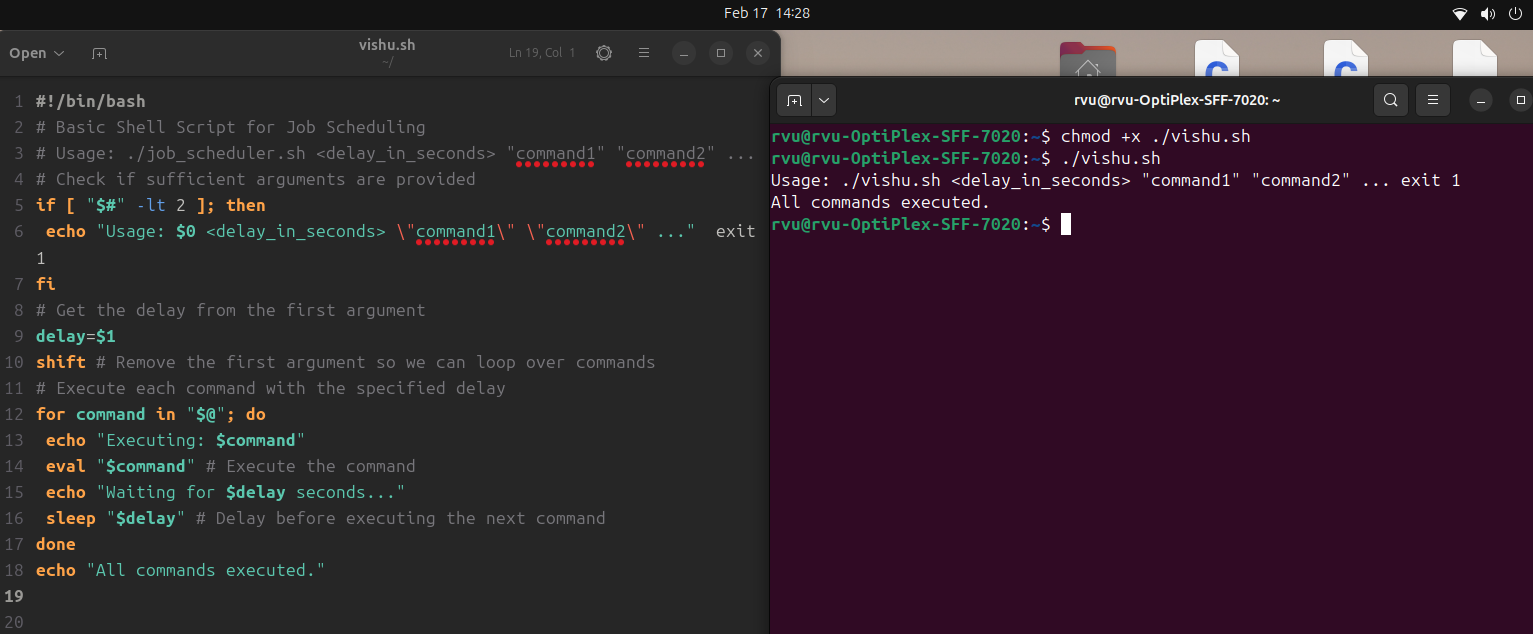 Feb 17 14:28
Open
vishu.sh
~/
Ln 19, Col 1
1 #!/bin/bash
2 # Basic Shell Script for Job Scheduling
3 # Usage: ./job_scheduler.sh <delay_in_seconds> "command1" "command2" ...
4 # Check if sufficient arguments are provided
5 if [ "$#" -lt 2 ]; then
6  echo "Usage: $0 <delay_in_seconds> \"command1\" \"command2\" ..."  exit
1
7 fi
8 # Get the delay from the first argument
9 delay=$1
10 shift # Remove the first argument so we can loop over commands
11 # Execute each command with the specified delay
12 for command in "$@"; do
13  echo "Executing: $command"
14  eval "$command" # Execute the command
15  echo "Waiting for $delay seconds..."
16  sleep "$delay" # Delay before executing the next command
17 done
18 echo "All commands executed."
19
20
rvu@rvu-OptiPlex-SFF-7020: ~
rvu@rvu-OptiPlex-SFF-7020:~$ chmod +x ./vishu.sh
rvu@rvu-OptiPlex-SFF-7020:~$ ./vishu.sh
Usage: ./vishu.sh <delay_in_seconds> "command1" "command2" ... exit 1
All commands executed.
rvu@rvu-OptiPlex-SFF-7020:~$